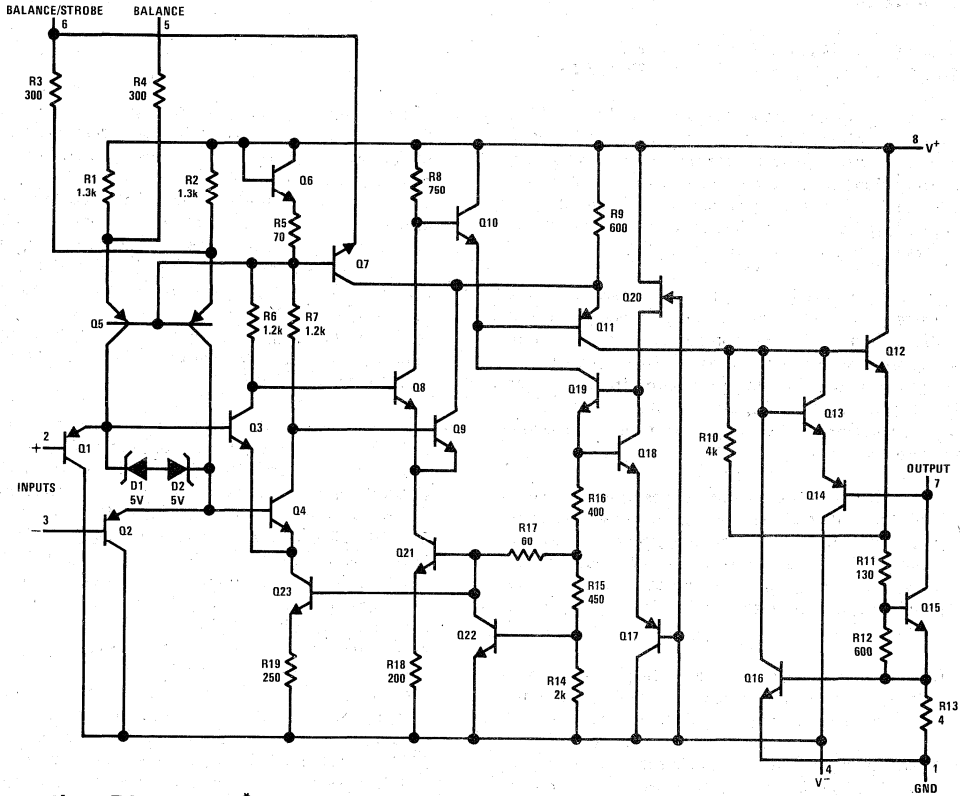 BALANCE/STROBE
6
BALANCE
5
R3
300
R4
300
8
V+
R1
1.3k
R2
1.3k
Q6
R5
70
R8
750
Q10
R9
600
Q7
Q20
Q5
R6
1.2k
R7
1.2k
Q11
Q12
Q8
Q19
Q13
Q3
Q9
2
+
Q1
Q18
R10
4k
D1
5V
D2
5V
INPUTS
Q14
OUTPUT
7
R16
400
3
−
Q2
Q4
R17
60
Q21
R11
130
Q23
R15
450
Q15
Q22
Q17
R12
600
R19
250
R18
200
R14
2k
Q16
R13
4
4
V−
1
GND